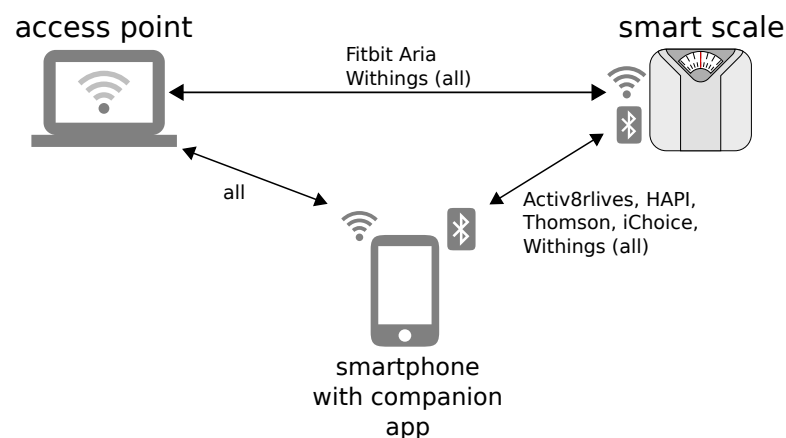 access point
smart scale
Fitbit Aria
Withings (all)
all
Activ8rlives, HAPI,
Thomson, iChoice,
Withings (all)
smartphone
with companion
app